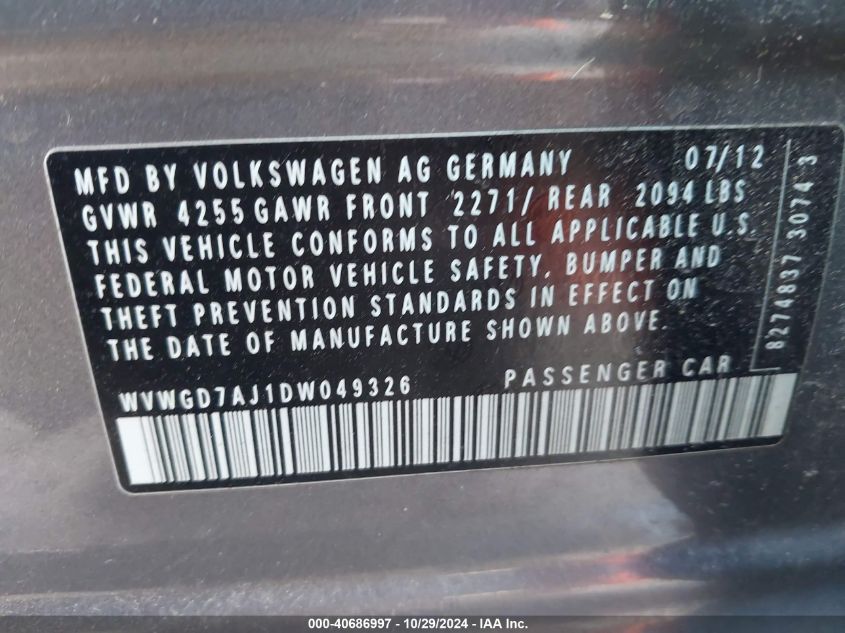 MFD BY VOLKSWAGEN AG GERMANY 07/12
GVWR 4255 GAWR FRONT 2271/ REAR 2094 LBS
THIS VEHICLE CONFORMS TO ALL APPLICABLE U.S.
FEDERAL MOTOR VEHICLE SAFETY, BUMPER AND
THEFT PREVENTION STANDARDS IN EFFECT ON
THE DATE OF MANUFACTURE SHOWN ABOVE.
WVWGD7AJ1DW049326 PASSENGER CAR
8274837 3074 3
000-40686997 - 10/29/2024 - IAA Inc.